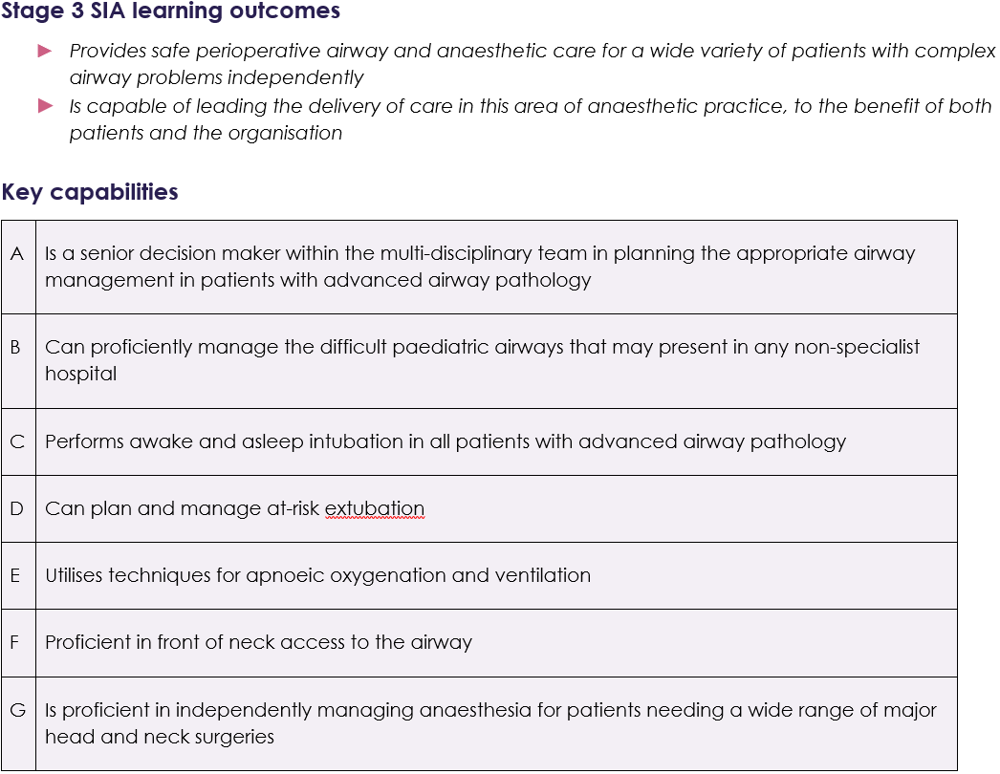 Stage 3 SIA learning outcomes
Provides safe perioperative airway and anaesthetic care for a wide variety of patients with complex
airway problems independently
Is capable of leading the delivery of care in this area of anaesthetic practice, to the benefit of both
patients and the organisation
Key capabilities
A Is a senior decision maker within the multi-disciplinary team in planning the appropriate airway
management in patients with advanced airway pathology
B Can proficiently manage the difficult paediatric airways that may present in any non-specialist
hospital
C Performs awake and asleep intubation in all patients with advanced airway pathology
D Can plan and manage at-risk extubation
E Utilises techniques for apnoeic oxygenation and ventilation
F Proficient in front of neck access to the airway
G Is proficient in independently managing anaesthesia for patients needing a wide range of major
head and neck surgeries